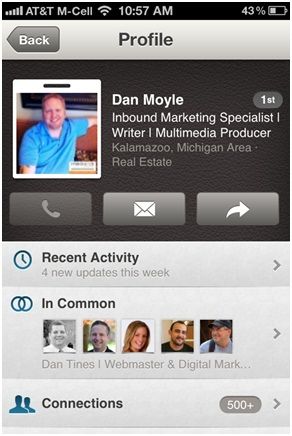 AT&T M-Cell 10:57 AM 43%
Back Profile
Dan Moyle 1st
Inbound Marketing Specialist |
Writer | Multimedia Producer
Kalamazoo, Michigan Area ·
Real Estate
Recent Activity
4 new updates this week
In Common
Dan Tines | Webmaster & Digital Mark...
Connections 500+